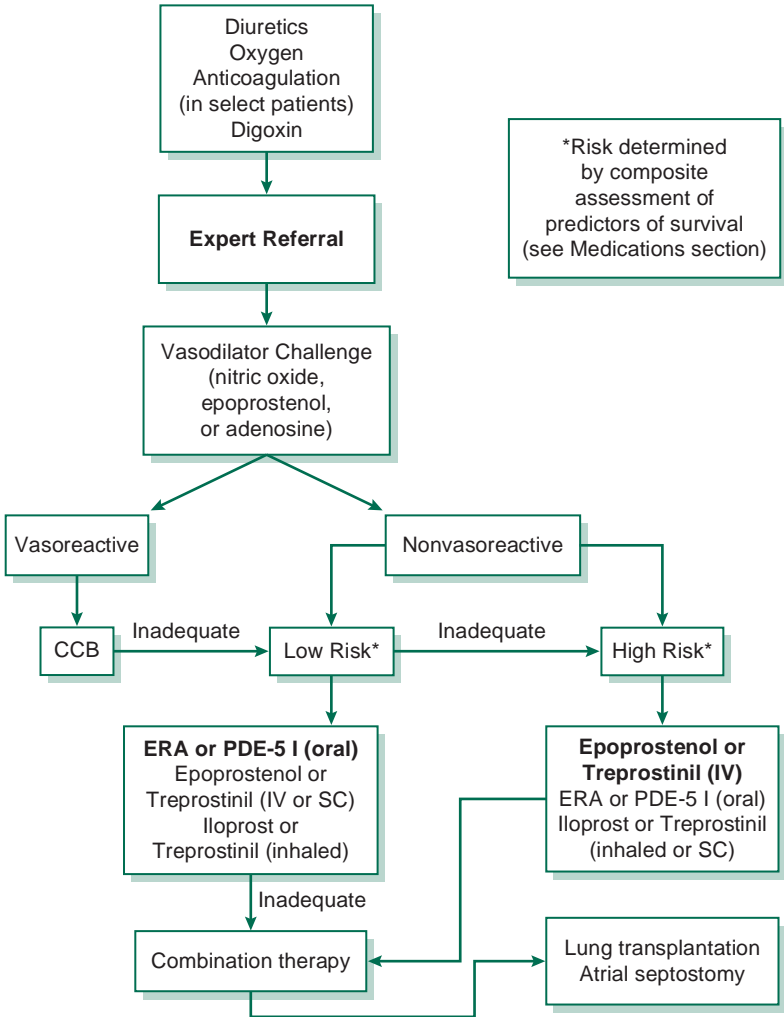 Diuretics
Oxygen
Anticoagulation
(in select patients)
Digoxin
*Risk determined
by composite
assessment of
predictors of survival
(see Medications section)
Expert Referral
Vasodilator Challenge
(nitric oxide,
epoprostenol,
or adenosine)
Vasoreactive
Nonvasoreactive
CCB
Inadequate
Low Risk*
Inadequate
High Risk*
ERA or PDE-5 I (oral)
Epoprostenol or
Treprostinil (IV or SC)
Iloprost or
Treprostinil (inhaled)
Epoprostenol or
Treprostinil (IV)
ERA or PDE-5 I (oral)
Iloprost or Treprostinil
(inhaled or SC)
Inadequate
Combination therapy
Lung transplantation
Atrial septostomy